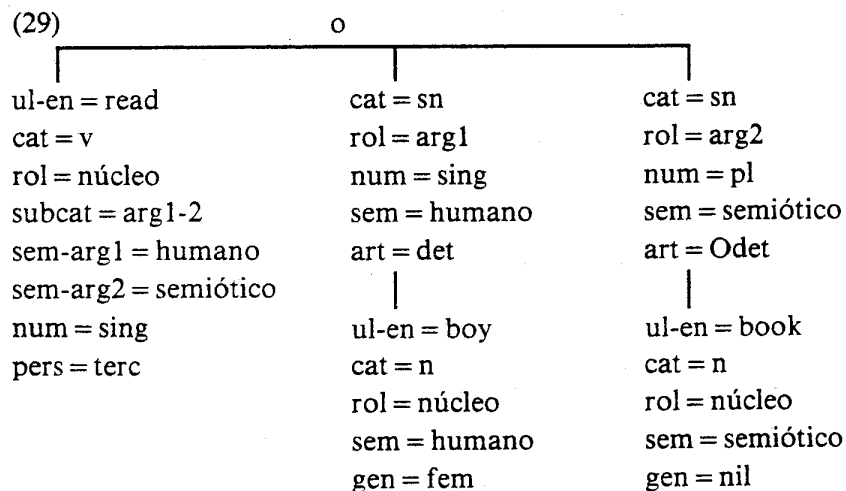 (29) o
ul-en = read
cat = v
rol = núcleo
subcat = arg1-2
sem-arg1 = humano
sem-arg2 = semiótico
num = sing
pers = terc
cat = sn
rol = arg1
num = sing
sem = humano
art = det
ul-en = boy
cat = n
rol = núcleo
sem = humano
gen = fem
cat = sn
rol = arg2
num = pl
sem = semiótico
art = Odet
ul-en = book
cat = n
rol = núcleo
sem = semiótico
gen = nil